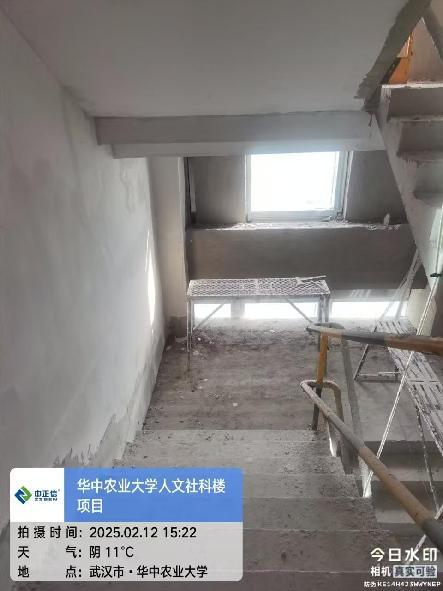 中正信
华中农业大学人文社科楼
项目
拍摄时间: 2025.02.12 15:22
天 气: 阴 11°C
地 点: 武汉市·华中农业大学
今日水印
相机 真实可验